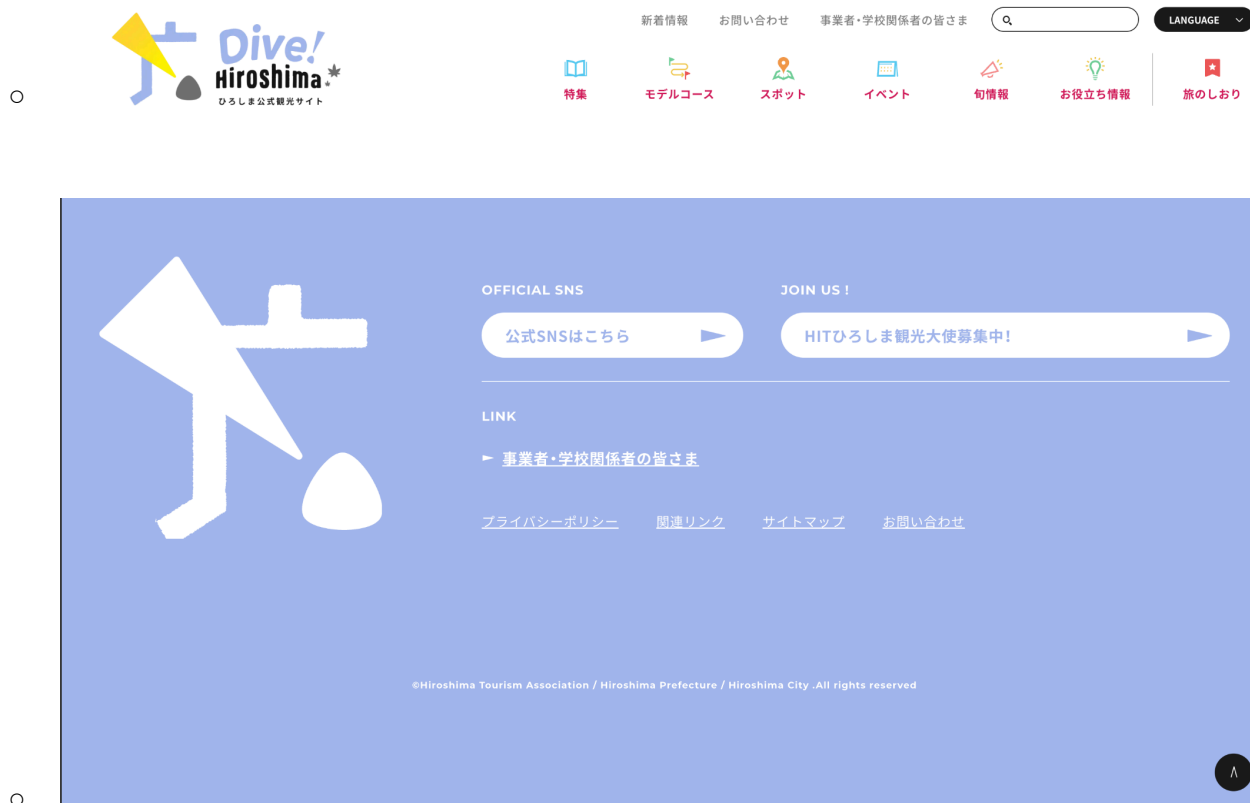 新着情報
お問い合わせ
事業者・学校関係者の皆さま
LANGUAGE
Dive!
Hiroshima
ひろしま公式観光サイト
特集
モデルコース
スポット
イベント
旬情報
お役立ち情報
旅のしおり
OFFICIAL SNS
公式SNSはこちら
JOIN US !
HITひろしま観光大使募集中!
LINK
事業者・学校関係者の皆さま
プライバシーポリシー
関連リンク
サイトマップ
お問い合わせ
©Hiroshima Tourism Association / Hiroshima Prefecture / Hiroshima City .All rights reserved